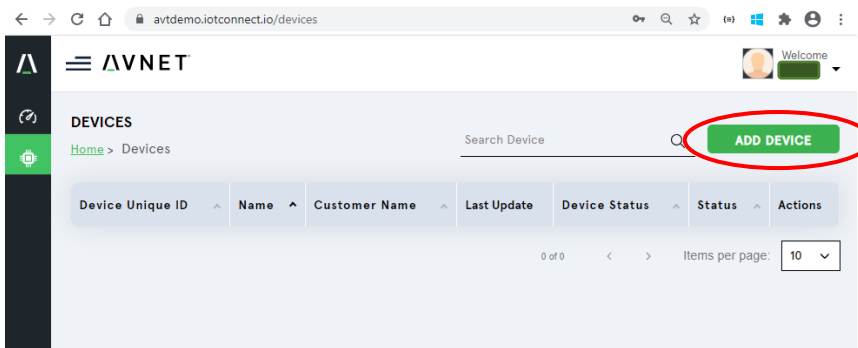 avtdemo.iotconnect.io/devices
AVNET
Welcome
DEVICES
Home > Devices
Search Device
ADD DEVICE
Device Unique ID Name Customer Name Last Update Device Status Status Actions
0 of 0 < > Items per page: 10